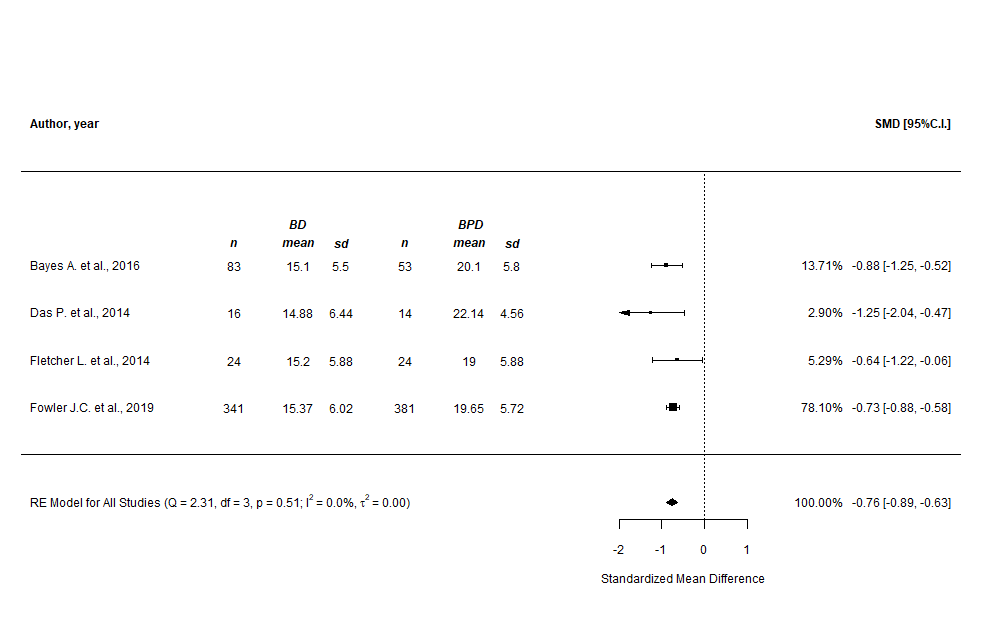 Author, year SMD [95%C.I.]
BD BPD
n mean sd n mean sd
Bayes A. et al., 2016 83 15.1 5.5 53 20.1 5.8 13.71% -0.88 [-1.25, -0.52]
Das P. et al., 2014 16 14.88 6.44 14 22.14 4.56 2.90% -1.25 [-2.04, -0.47]
Fletcher L. et al., 2014 24 15.2 5.88 24 19 5.88 5.29% -0.64 [-1.22, -0.06]
Fowler J.C. et al., 2019 341 15.37 6.02 381 19.65 5.72 78.10% -0.73 [-0.88, -0.58]
RE Model for All Studies (Q = 2.31, df = 3, p = 0.51; I² = 0.0%, τ² = 0.00) 100.00% -0.76 [-0.89, -0.63]
-2 -1 0 1
Standardized Mean Difference